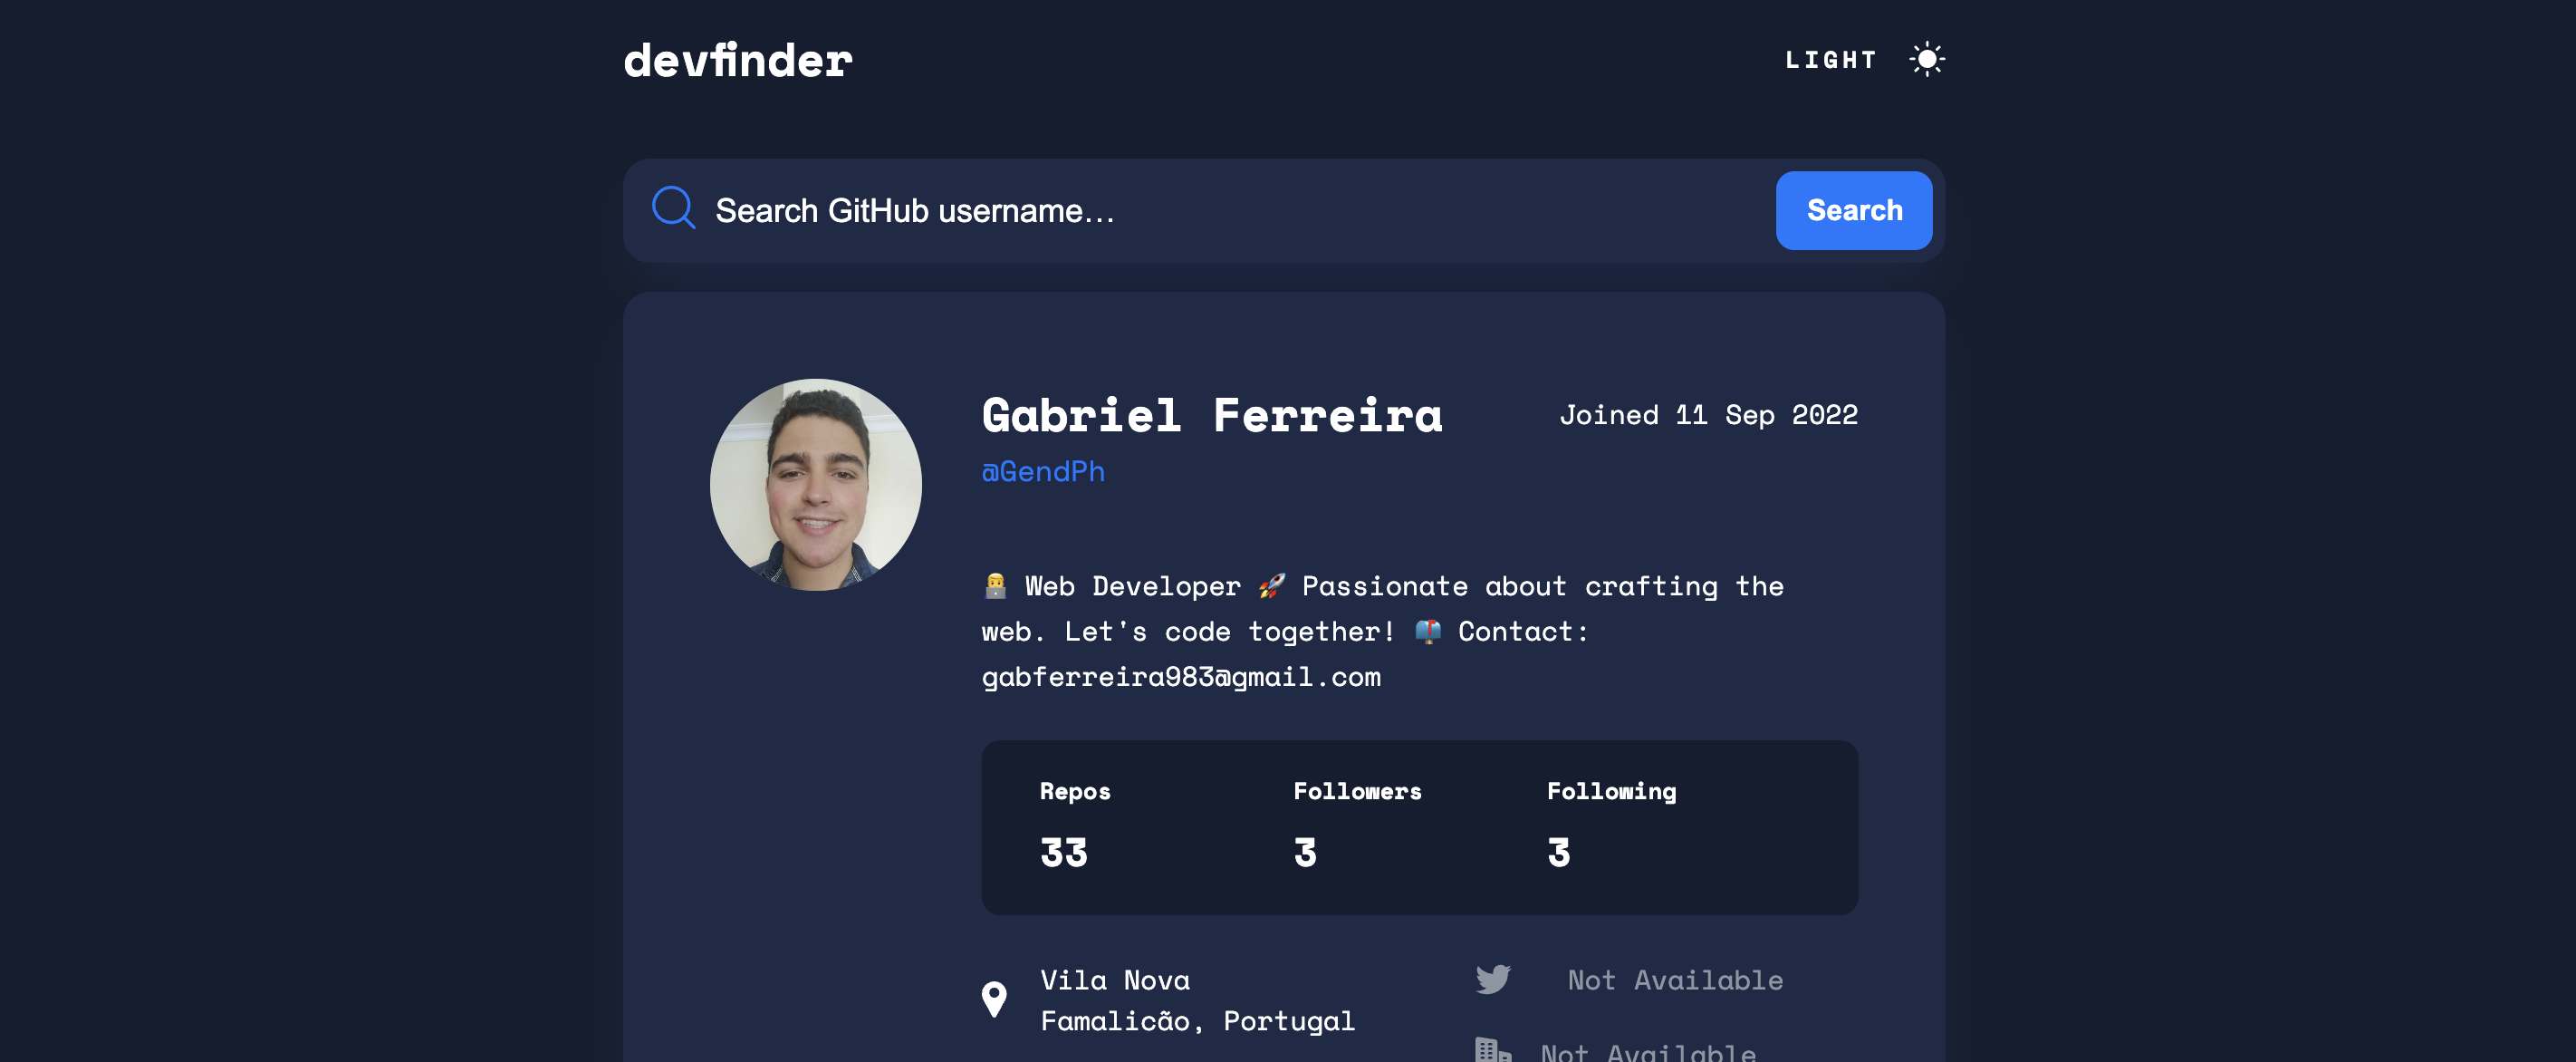 devfinder
LIGHT
Search GitHub username…
Search
Gabriel Ferreira
Joined 11 Sep 2022
@GendPh
👨🏼‍💻 Web Developer 🚀 Passionate about crafting the
web. Let's code together! 📫 Contact:
gabferreira983@gmail.com
Repos
Followers
Following
33
3
3
Vila Nova
Famalicão, Portugal
Not Available
Not Available